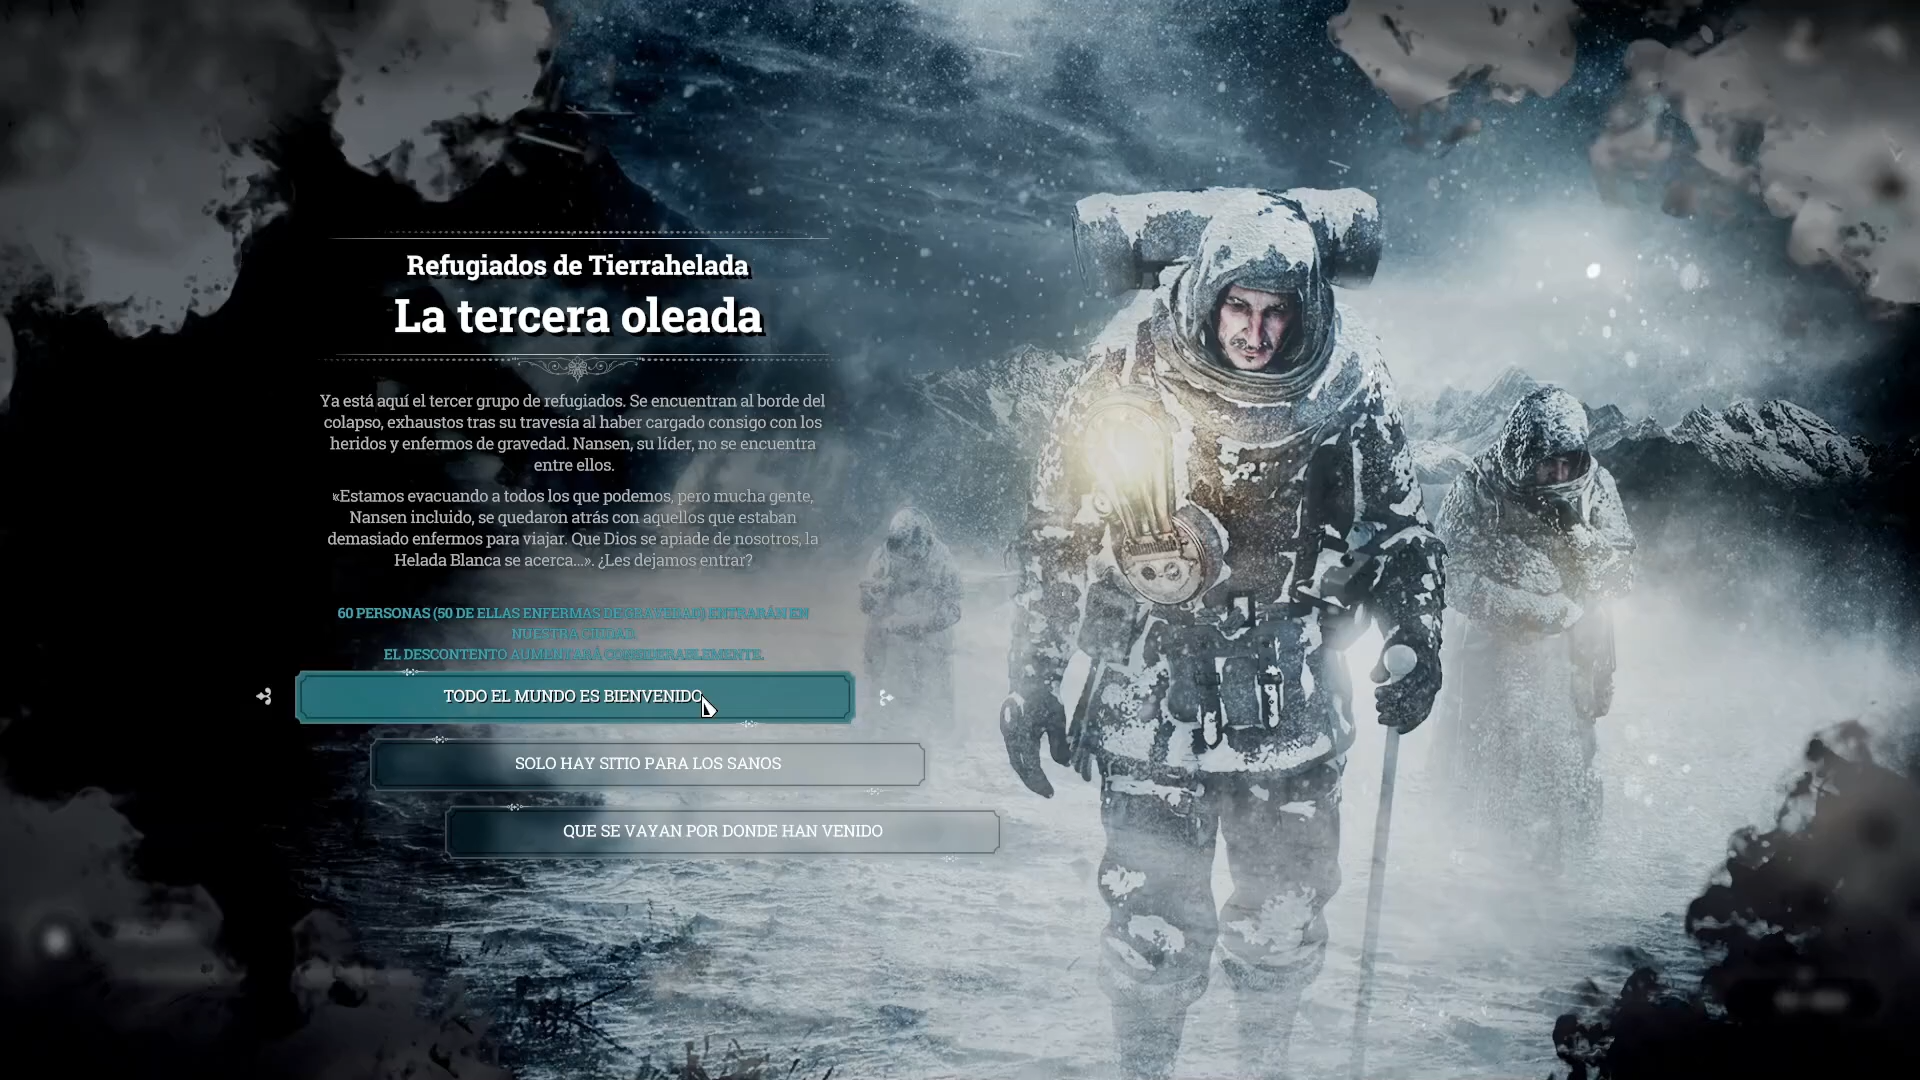 Refugiados de Tierrahelada
La tercera oleada
Ya está aquí el tercer grupo de refugiados. Se encuentran al borde del
colapso, exhaustos tras su travesía al haber cargado consigo con los
heridos y enfermos de gravedad. Nansen, su líder, no se encuentra
entre ellos.
«Estamos evacuando a todos los que podemos, pero mucha gente,
Nansen incluido, se quedaron atrás con aquellos que estaban
demasiado enfermos para viajar. Que Dios se apiade de nosotros, la
Helada Blanca se acerca...». ¿Les dejamos entrar?
60 PERSONAS (50 DE ELLAS ENFERMAS DE GRAVEDAD) ENTRARÁN EN
NUESTRA CIUDAD.
EL DESCONTENTO AUMENTARÁ CONSIDERABLEMENTE.
TODO EL MUNDO ES BIENVENIDO
SOLO HAY SITIO PARA LOS SANOS
QUE SE VAYAN POR DONDE HAN VENIDO